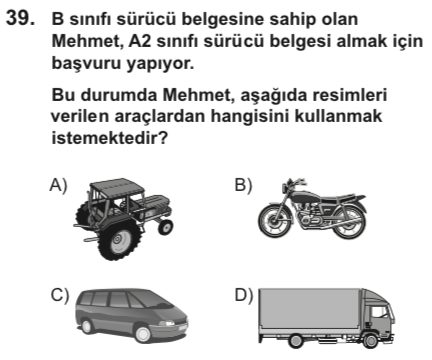 39. B sınıfı sürücü belgesine sahip olan
Mehmet, A2 sınıfı sürücü belgesi almak için
başvuru yapıyor.
Bu durumda Mehmet, aşağıda resimleri
verilen araçlardan hangisini kullanmak
istemektedir?
A) B)
C) D)